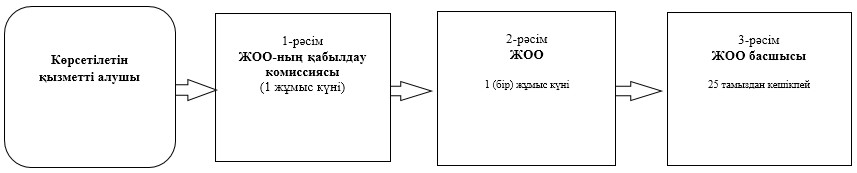 Көрсетілетін
қызметті алушы
1-рәсім
ЖОО-ның қабылдау
комиссиясы
(1 жұмыс күні)
2-рәсім
ЖОО
1 (бір) жұмыс күні
3-рәсім
ЖОО басшысы
25 тамыздан кешікпей